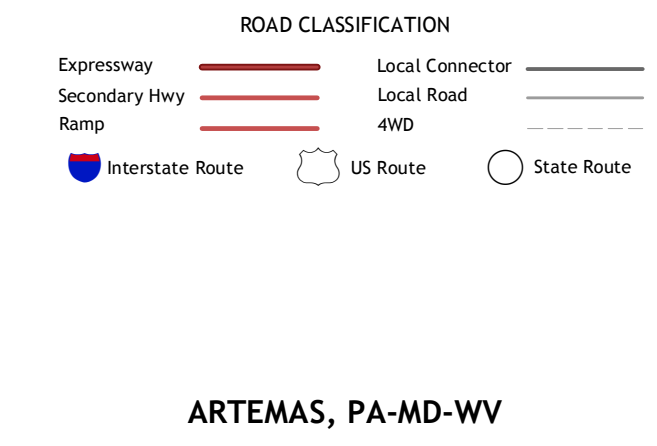 ROAD CLASSIFICATION
Expressway
Local Connector
Secondary Hwy
Local Road
Ramp
4WD
Interstate Route
US Route
State Route
ARTEMAS, PA-MD-WV